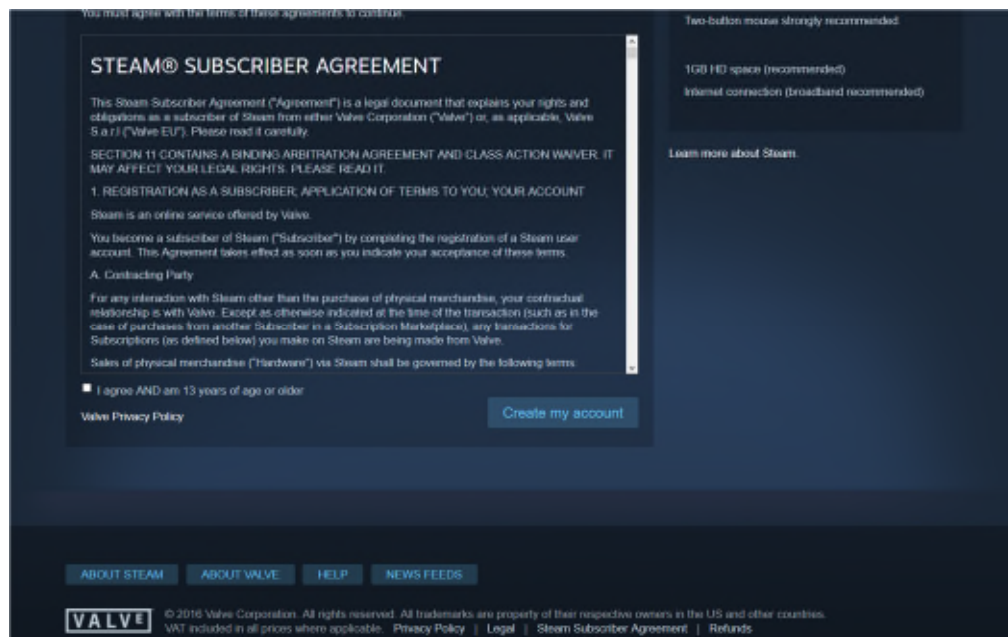 You must agree with the terms of these agreements to continue.
STEAM® SUBSCRIBER AGREEMENT
This Steam Subscriber Agreement ("Agreement") is a legal document that explains your rights and
obligations as a subscriber of Steam from either Valve Corporation ("Valve") or, as applicable, Valve
S.a.r.l ("Valve EU"). Please read it carefully.
SECTION 11 CONTAINS A BINDING ARBITRATION AGREEMENT AND CLASS ACTION WAIVER. IT
MAY AFFECT YOUR LEGAL RIGHTS. PLEASE READ IT.
1. REGISTRATION AS A SUBSCRIBER; APPLICATION OF TERMS TO YOU; YOUR ACCOUNT
Steam is an online service offered by Valve.
You become a subscriber of Steam ("Subscriber") by completing the registration of a Steam user
account. This Agreement takes effect as soon as you indicate your acceptance of these terms.
A. Contracting Party
For any interaction with Steam other than the purchase of physical merchandise, your contractual
relationship is with Valve. Except as otherwise indicated at the time of the transaction (such as in the
case of purchases from another Subscriber in a Subscription Marketplace), any transactions for
Subscriptions (as defined below) you make on Steam are being made from Valve.
Sales of physical merchandise ("Hardware") via Steam shall be governed by the following terms:
I agree AND am 13 years of age or older
Valve Privacy Policy
Create my account
Two-button mouse strongly recommended
1GB HD space (recommended)
Internet connection (broadband recommended)
Learn more about Steam.
ABOUT STEAM
ABOUT VALVE
HELP
NEWS FEEDS
VALVE
© 2016 Valve Corporation. All rights reserved. All trademarks are property of their respective owners in the US and other countries.
VAT included in all prices where applicable. Privacy Policy | Legal | Steam Subscriber Agreement | Refunds